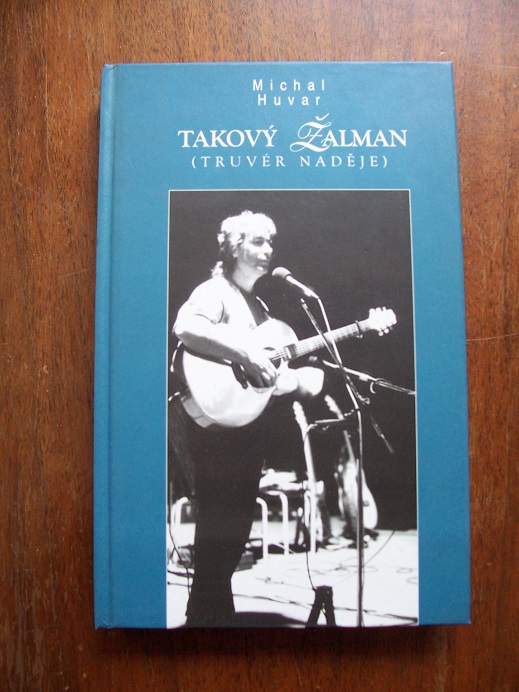 Michal
Huvar
TAKOVÝ ŽALMAN
(TRUVÉR NADĚJE)